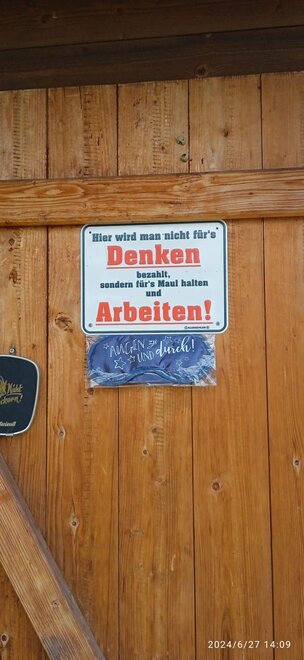 Hier wird man nicht für's
Denken
bezahlt,
sondern für's Maul halten
und
Arbeiten!
AUGEN ZU
UND durch!
2024/6/27 14:09